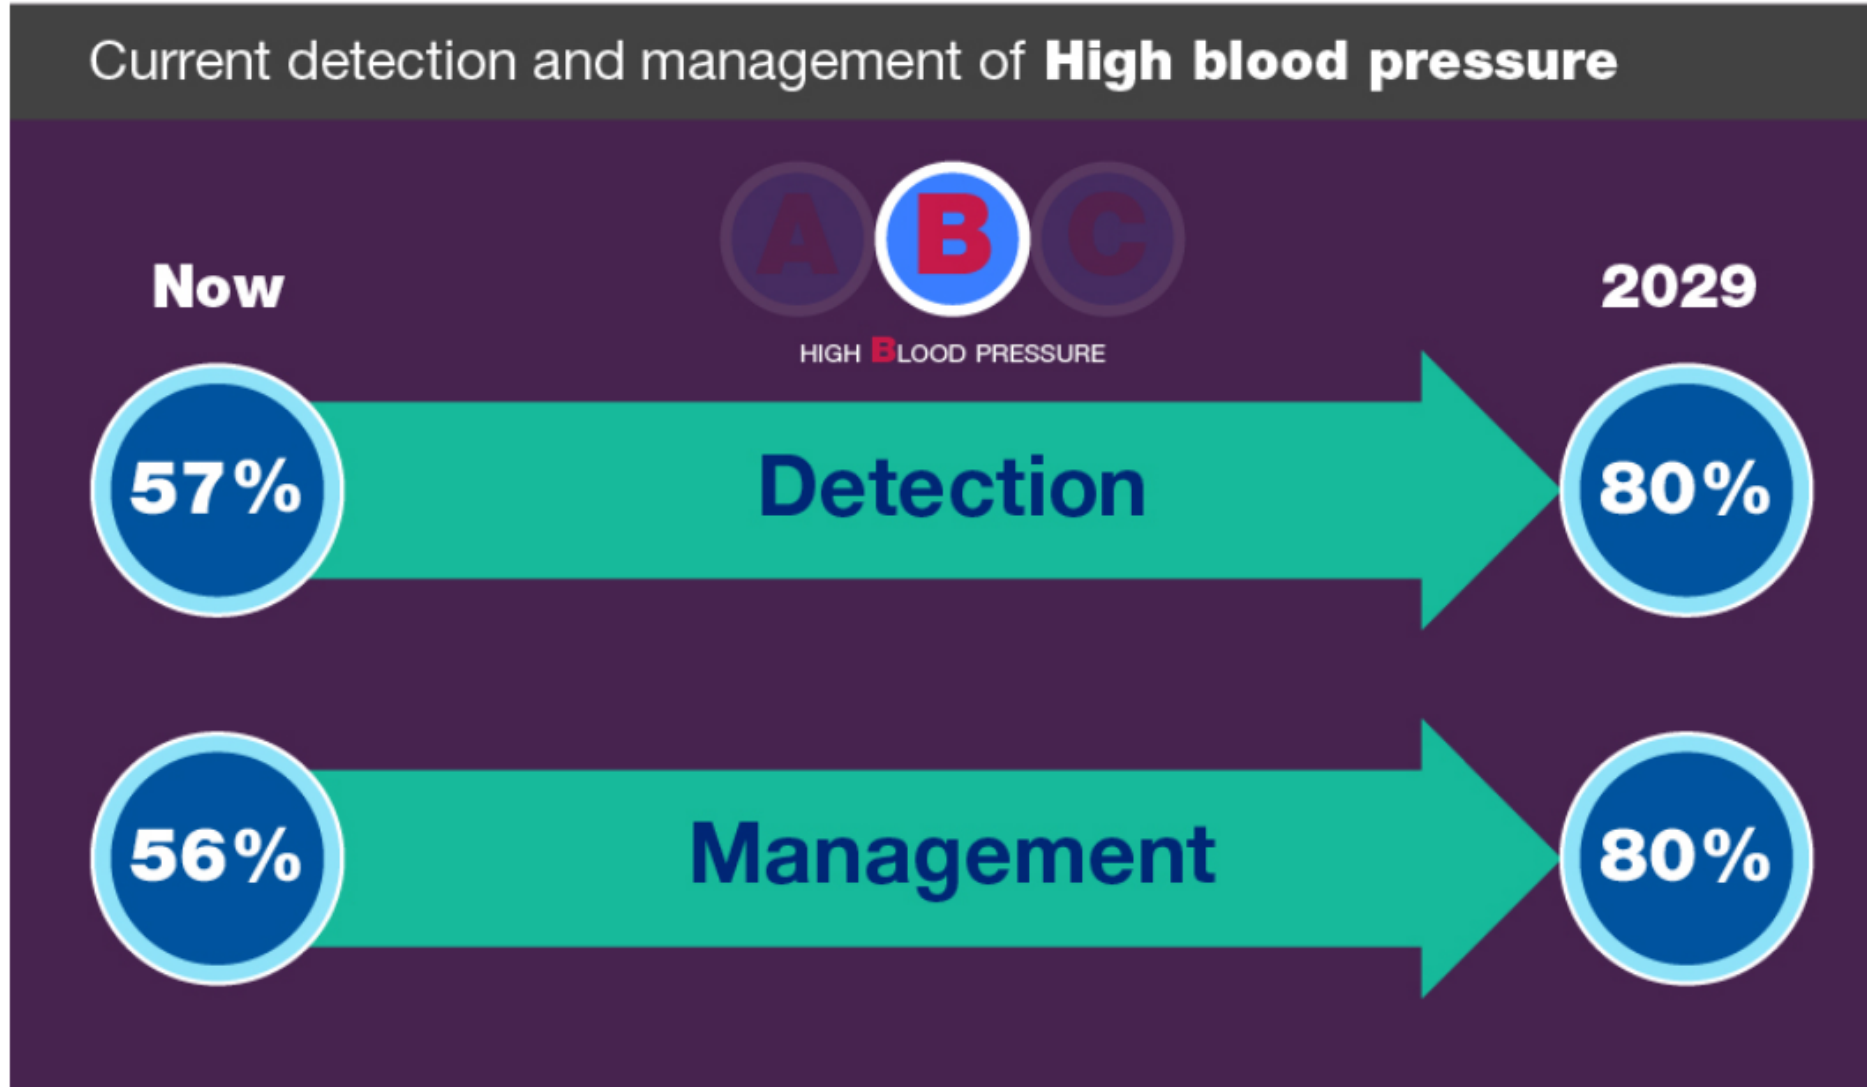 Current detection and management of High blood pressure
A B C
Now
2029
HIGH BLOOD PRESSURE
57%
Detection
80%
56%
Management
80%